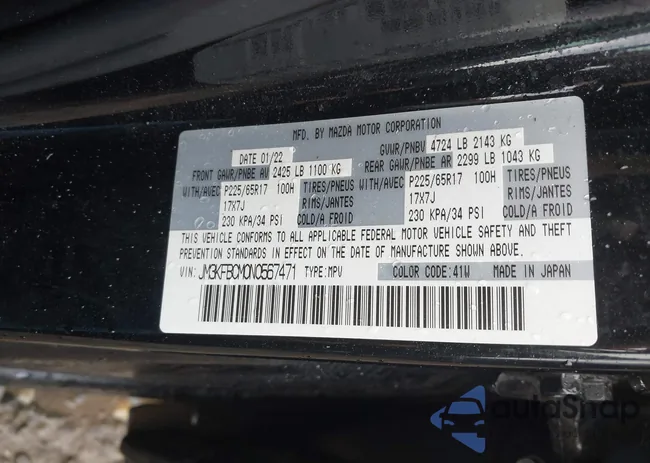 MFD. BY MAZDA MOTOR CORPORATION
DATE 01/22 GVWR/PNBV 4724 LB 2143 KG
FRONT GAWR/PNBE AV 2425 LB 1100 KG REAR GAWR/PNBE AR 2299 LB 1043 KG
WITH/AVEC P225/65R17 100H TIRES/PNEUS WITH/AVEC P225/65R17 100H TIRES/PNEUS
17X7J RIMS/JANTES 17X7J RIMS/JANTES
230 KPA/34 PSI COLD/A FROID 230 KPA/34 PSI COLD/A FROID
THIS VEHICLE CONFORMS TO ALL APPLICABLE FEDERAL MOTOR VEHICLE SAFETY AND THEFT
PREVENTION STANDARDS IN EFFECT ON THE DATE OF MANUFACTURE SHOWN ABOVE.
VIN: JM3KFBCM0N0567471 TYPE:MPV COLOR CODE:41W MADE IN JAPAN
autoSnap